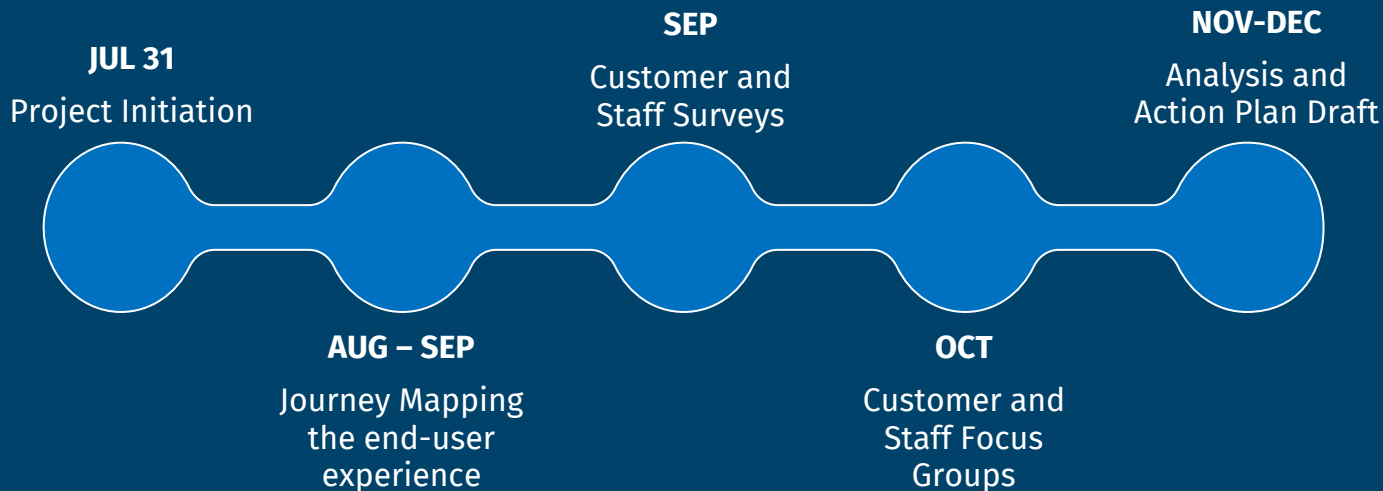 JUL 31
Project Initiation
AUG – SEP
Journey Mapping
the end-user
experience
SEP
Customer and
Staff Surveys
OCT
Customer and
Staff Focus
Groups
NOV-DEC
Analysis and
Action Plan Draft